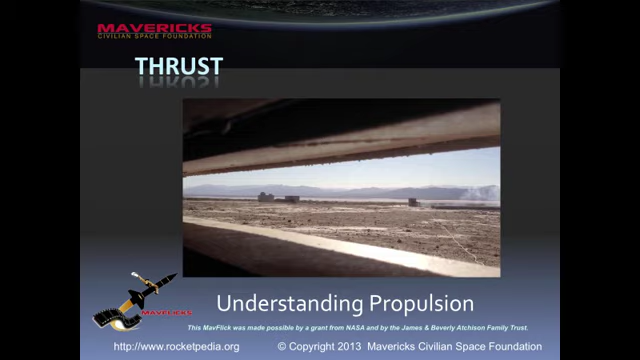 MAVERICKS
CIVILIAN SPACE FOUNDATION
THRUST
MAVERICKS
Understanding Propulsion
This MavFlick was made possible by a grant from NASA and by the James & Beverly Atchison Family Trust.
http://www.rocketpedia.org © Copyright 2013 Mavericks Civilian Space Foundation